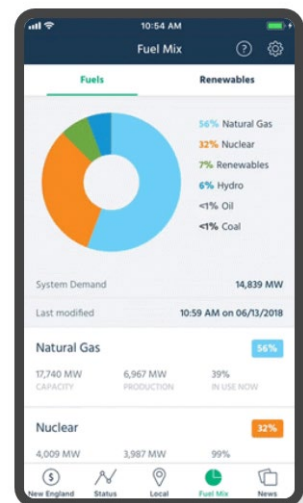 10:54 AM
Fuel Mix
?
Fuels Renewables
56% Natural Gas
32% Nuclear
7% Renewables
6% Hydro
<1% Oil
<1% Coal
System Demand 14,839 MW
Last modified 10:59 AM on 06/13/2018
Natural Gas 56%
17,740 MW 6,967 MW 39%
CAPACITY PRODUCTION IN USE NOW
Nuclear 32%
4,009 MW 3,987 MW 99%
$
New England Status Local Fuel Mix News